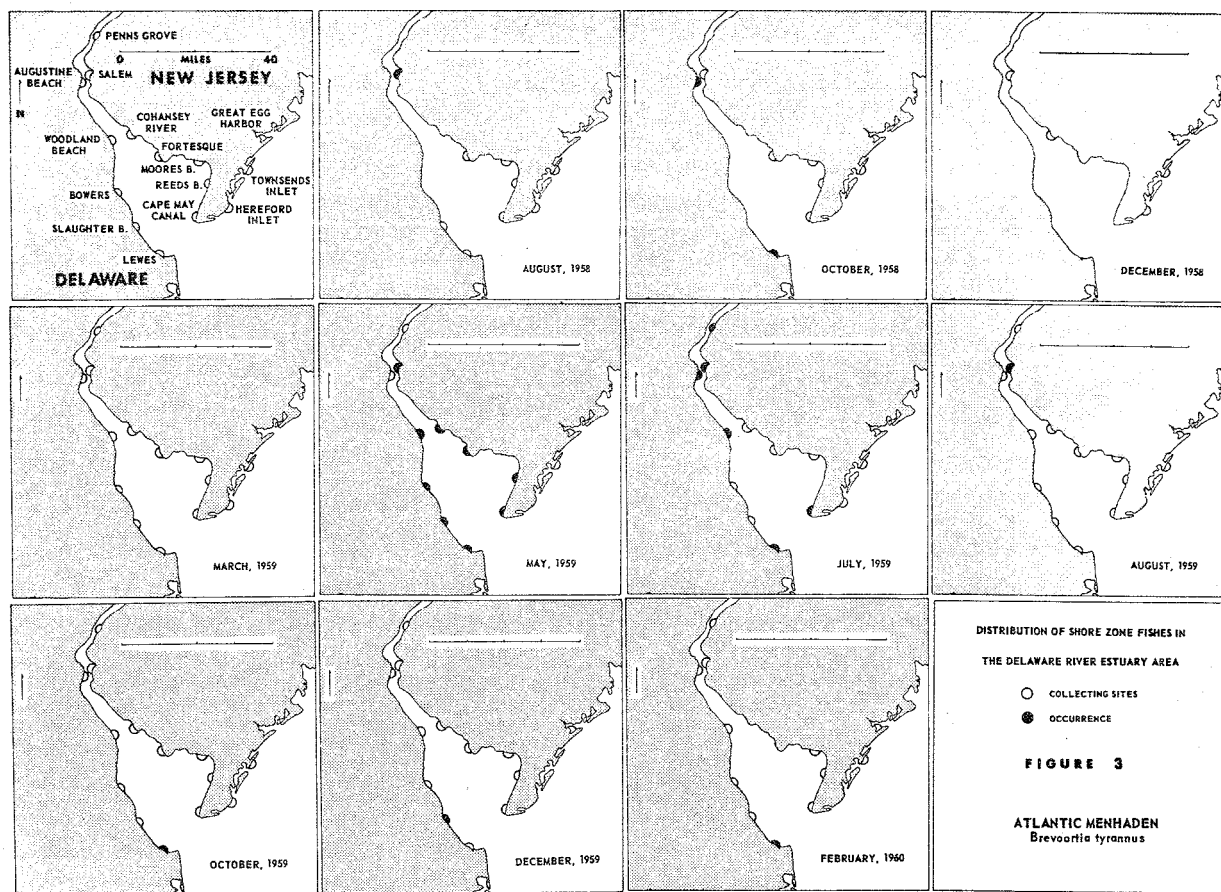 PENNS GROVE
0 MILES 40
AUGUSTINE BEACH
SALEM
NEW JERSEY
N
COHANSEY RIVER
GREAT EGG HARBOR
WOODLAND BEACH
FORTESQUE
MOORES B.
REEDS B.
TOWNSENDS INLET
BOWERS
CAPE MAY CANAL
HEREFORD INLET
SLAUGHTER B.
LEWES
DELAWARE
AUGUST, 1958
OCTOBER, 1958
DECEMBER, 1958
MARCH, 1959
MAY, 1959
JULY, 1959
AUGUST, 1959
OCTOBER, 1959
DECEMBER, 1959
FEBRUARY, 1960
DISTRIBUTION OF SHORE ZONE FISHES IN
THE DELAWARE RIVER ESTUARY AREA
COLLECTING SITES
OCCURRENCE
FIGURE 3
ATLANTIC MENHADEN
Brevoortia tyrannus